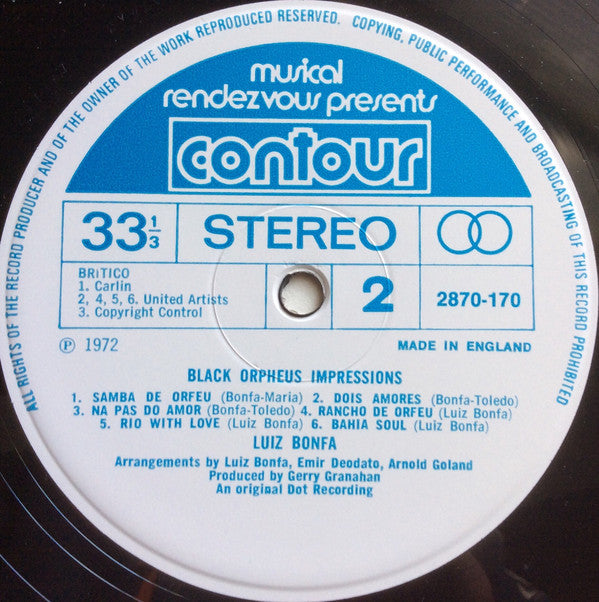 ALL RIGHTS OF THE RECORD PRODUCER AND OF THE OWNER OF THE WORK REPRODUCED RESERVED. COPYING, PUBLIC PERFORMANCE AND BROADCASTING OF THIS RECORD PROHIBITED
musical
rendezvous presents
contour
33 1/3 STEREO
BRITICO
1. Carlin
2, 4, 5, 6. United Artists
3. Copyright Control
2
2870-170
℗ 1972
MADE IN ENGLAND
BLACK ORPHEUS IMPRESSIONS
1. SAMBA DE ORFEU (Bonfa-Maria) 2. DOIS AMORES (Bonfa-Toledo)
3. NA PAS DO AMOR (Bonfa-Toledo) 4. RANCHO DE ORFEU (Luiz Bonfa)
5. RIO WITH LOVE (Luiz Bonfa) 6. BAHIA SOUL (Luiz Bonfa)
LUIZ BONFA
Arrangements by Luiz Bonfa, Emir Deodato, Arnold Goland
Produced by Gerry Granahan
An original Dot Recording